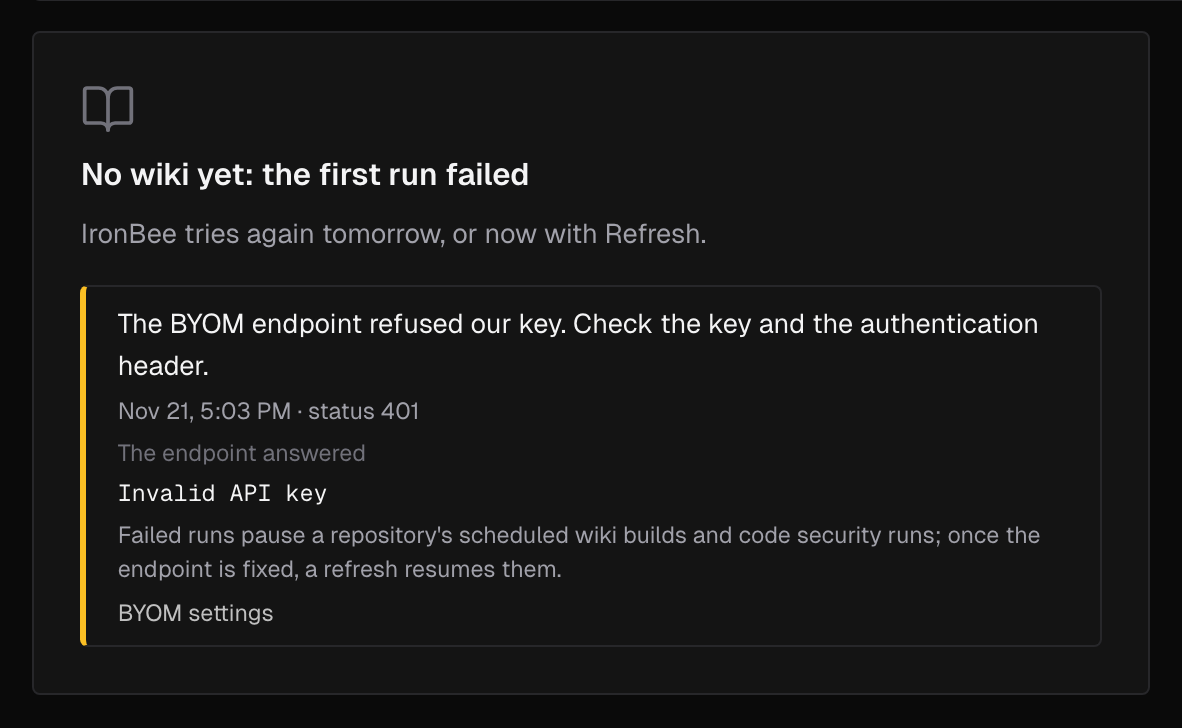 No wiki yet: the first run failed
IronBee tries again tomorrow, or now with Refresh.
The BYOM endpoint refused our key. Check the key and the authentication
header.
Nov 21, 5:03 PM · status 401
The endpoint answered
Invalid API key
Failed runs pause a repository's scheduled wiki builds and code security runs; once the
endpoint is fixed, a refresh resumes them.
BYOM settings